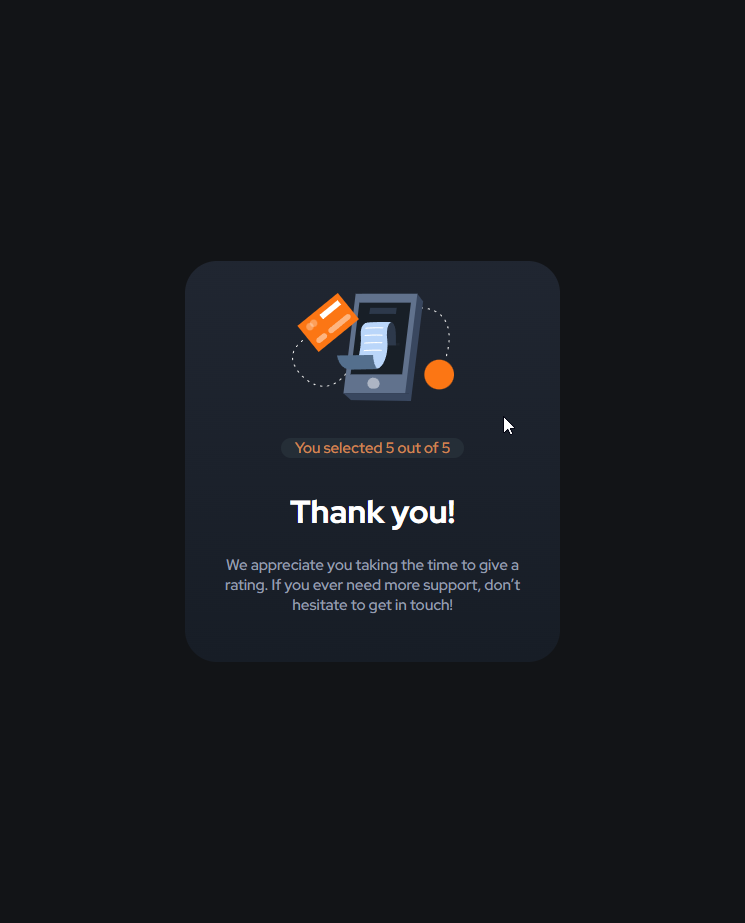 You selected 5 out of 5
Thank you!
We appreciate you taking the time to give a
rating. If you ever need more support, don’t
hesitate to get in touch!